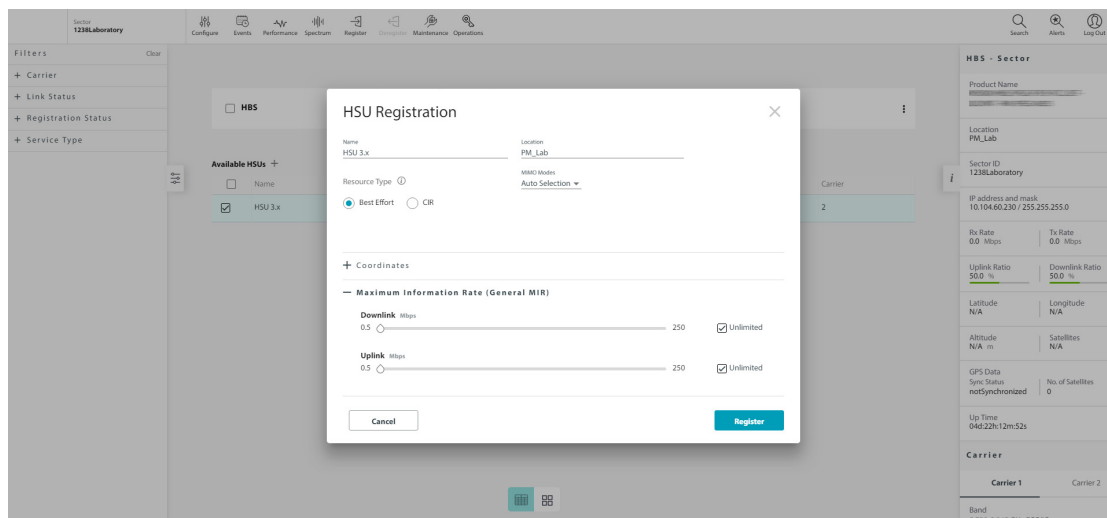 Sector
1238Laboratory
Configure
Events
Performance
Spectrum
Register
Unregister
Maintenance
Operations
Search
Alerts
Log Out
Filters
Clear
+ Carrier
+ Link Status
+ Registration Status
+ Service Type
HBS
Available HSUs +
Name
Carrier
HSU 3.x
2
HSU Registration
Name
HSU 3.x
Location
PM_Lab
Resource Type
MIMO Modes
Auto Selection
Best Effort
CIR
+ Coordinates
— Maximum Information Rate (General MIR)
Downlink Mbps
0.5
250
Unlimited
Uplink Mbps
0.5
250
Unlimited
Cancel
Register
HBS - Sector
Product Name
Location
PM_Lab
Sector ID
1238Laboratory
IP address and mask
10.104.60.230 / 255.255.255.0
Rx Rate
0.0 Mbps
Tx Rate
0.0 Mbps
Uplink Ratio
50.0 %
Downlink Ratio
50.0 %
Latitude
N/A
Longitude
N/A
Altitude
N/A m
Satellites
N/A
GPS Data
Sync Status
notSynchronized
No. of Satellites
0
Up Time
04d:22h:12m:52s
Carrier
Carrier 1
Carrier 2
Band